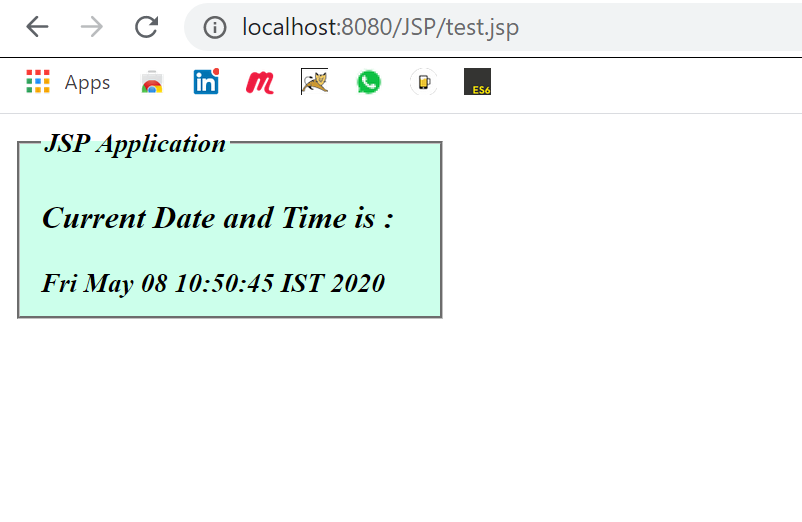 localhost:8080/JSP/test.jsp
Apps
in
m
ES6
JSP Application
Current Date and Time is :
Fri May 08 10:50:45 IST 2020